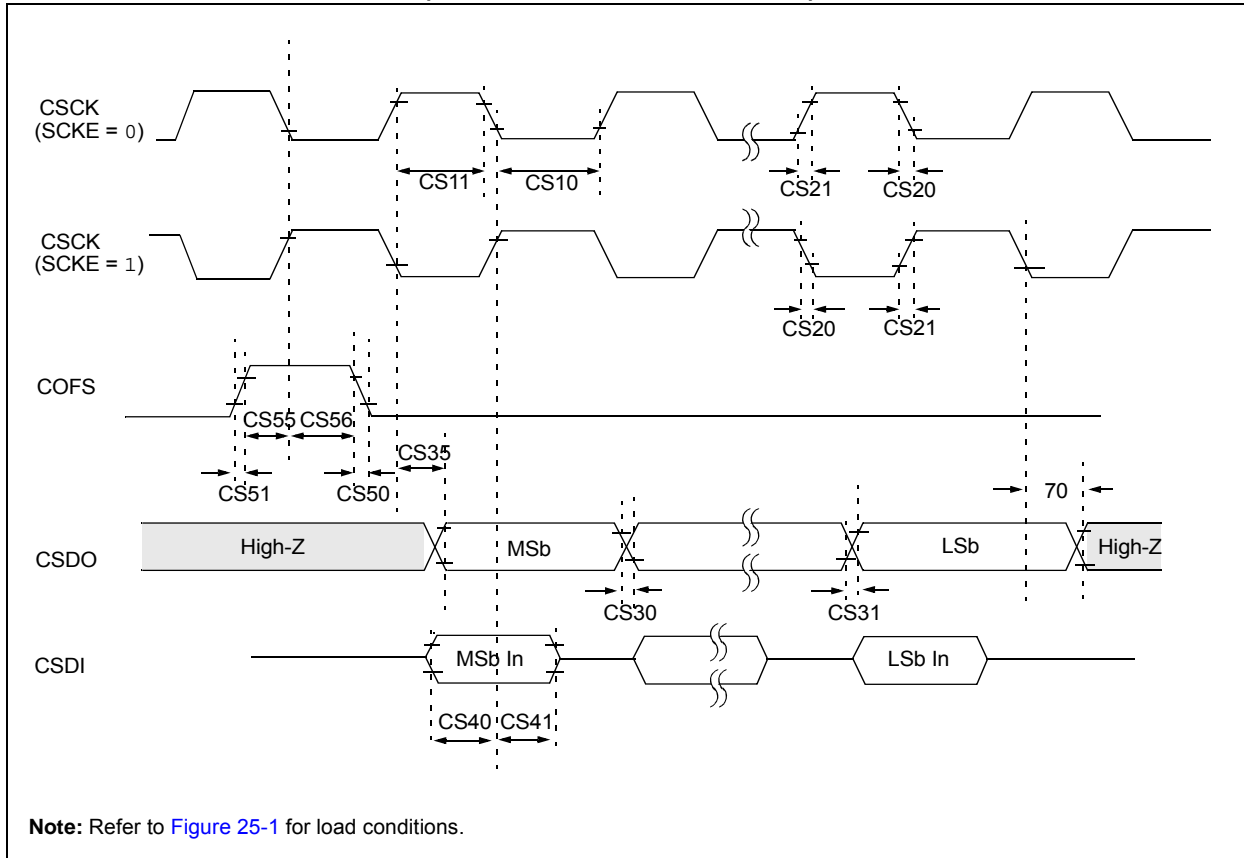 CSCK
(SCKE = 0)
CS11
CS10
CS21
CS20
CSCK
(SCKE = 1)
CS20
CS21
COFS
CS55
CS56
CS35
CS51
CS50
70
CSDO
High-Z
MSb
LSb
High-Z
CS30
CS31
CSDI
MSb In
LSb In
CS40
CS41
Note: Refer to Figure 25-1 for load conditions.